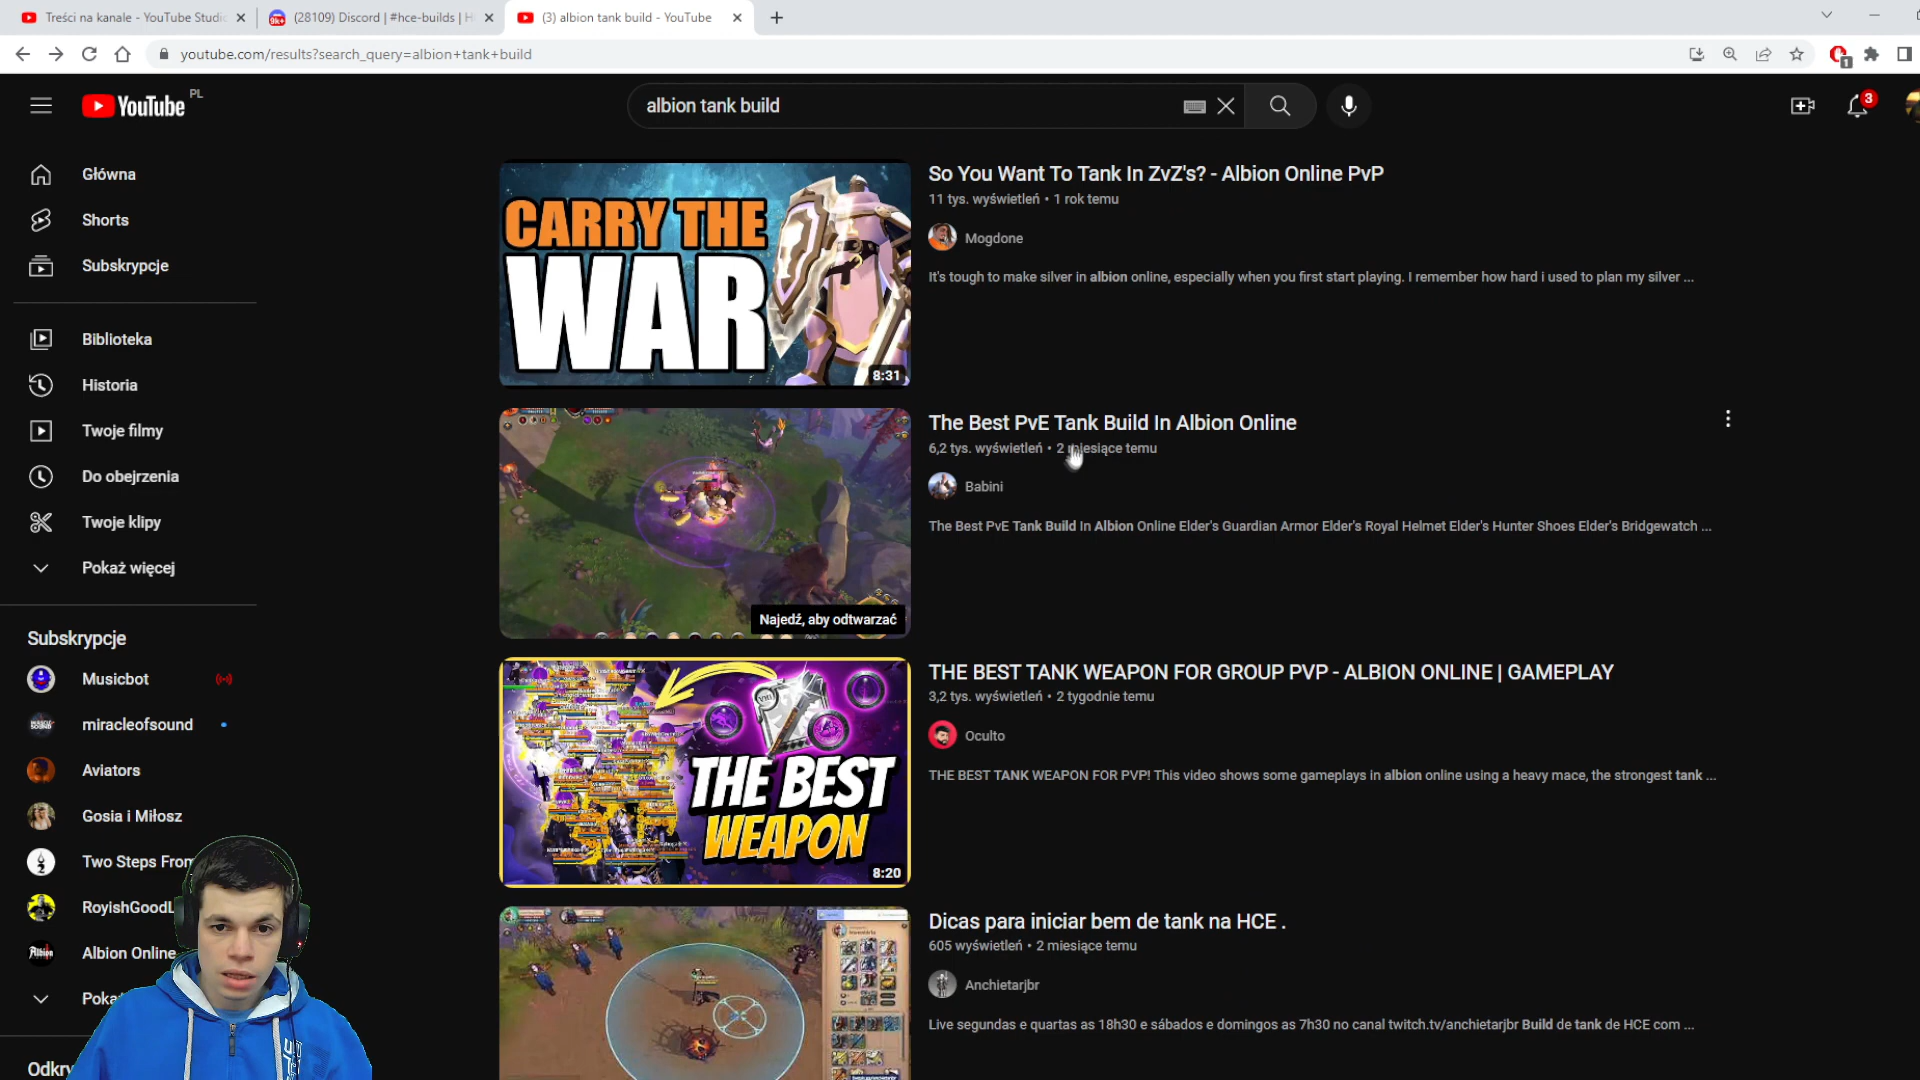 Treści na kanale - YouTube Studio
(28109) Discord | #hce-builds | H
(3) albion tank build - YouTube
youtube.com/results?search_query=albion+tank+build
1
YouTube PL
albion tank build
3
Główna
Shorts
Subskrypcje
Biblioteka
Historia
Twoje filmy
Do obejrzenia
Twoje klipy
Pokaż więcej
Subskrypcje
Musicbot
miracleofsound
Aviators
Gosia i Miłosz
Two Steps From
RoyishGoodL
Albion Online
Poka
Odkry
CARRY THE
WAR
8:31
So You Want To Tank In ZvZ's? - Albion Online PvP
11 tys. wyświetleń • 1 rok temu
Mogdone
It's tough to make silver in albion online, especially when you first start playing. I remember how hard i used to plan my silver ...
Najedź, aby odtwarzać
The Best PvE Tank Build In Albion Online
6,2 tys. wyświetleń • 2 miesiące temu
Babini
The Best PvE Tank Build In Albion Online Elder's Guardian Armor Elder's Royal Helmet Elder's Hunter Shoes Elder's Bridgewatch ...
THE BEST
WEAPON
8:20
THE BEST TANK WEAPON FOR GROUP PVP - ALBION ONLINE | GAMEPLAY
3,2 tys. wyświetleń • 2 tygodnie temu
Oculto
THE BEST TANK WEAPON FOR PVP! This video shows some gameplays in albion online using a heavy mace, the strongest tank ...
Dicas para iniciar bem de tank na HCE .
605 wyświetleń • 2 miesiące temu
Anchietarjbr
Live segundas e quartas as 18h30 e sábados e domingos as 7h30 no canal twitch.tv/anchietarjbr Build de tank de HCE com ...